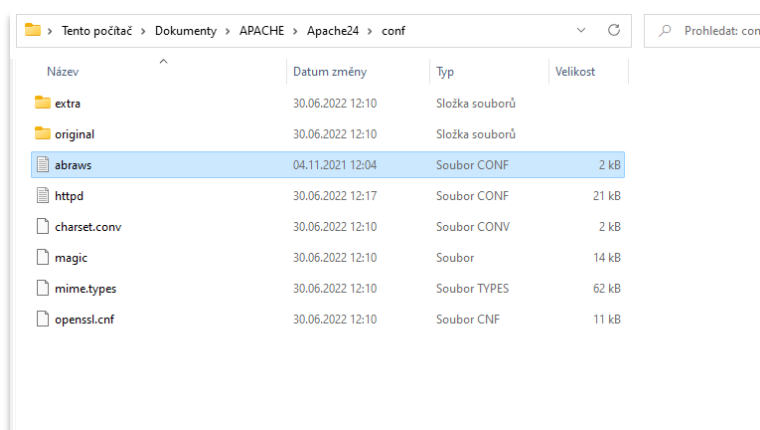 Tento počítač › Dokumenty › APACHE › Apache24 › conf
Prohledat: con
Název Datum změny Typ Velikost
extra 30.06.2022 12:10 Složka souborů
original 30.06.2022 12:10 Složka souborů
abraws 04.11.2021 12:04 Soubor CONF 2 kB
httpd 30.06.2022 12:17 Soubor CONF 21 kB
charset.conv 30.06.2022 12:10 Soubor CONV 2 kB
magic 30.06.2022 12:10 Soubor 14 kB
mime.types 30.06.2022 12:10 Soubor TYPES 62 kB
openssl.cnf 30.06.2022 12:10 Soubor CNF 11 kB